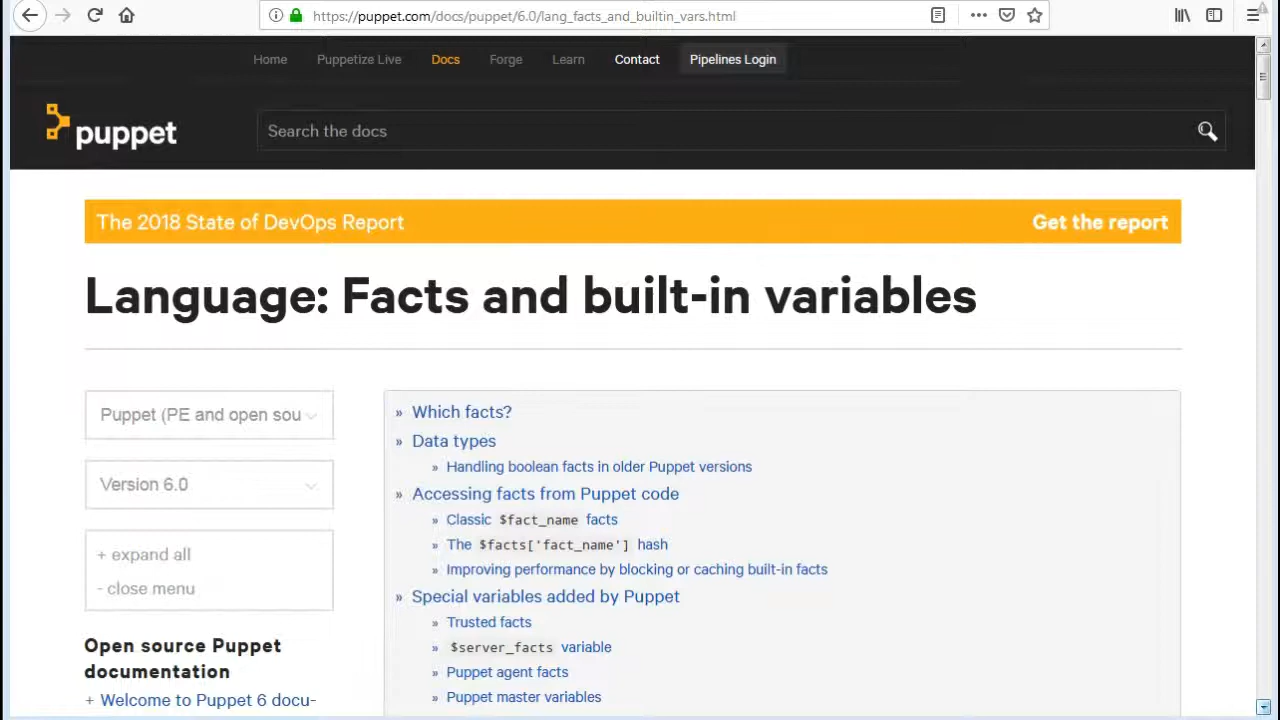 https://puppet.com/docs/puppet/6.0/lang_facts_and_builtin_vars.html
Home Puppetize Live Docs Forge Learn Contact Pipelines Login
puppet
Search the docs
The 2018 State of DevOps Report Get the report
Language: Facts and built-in variables
Puppet (PE and open sou
Version 6.0
+ expand all
- close menu
Open source Puppet
documentation
+ Welcome to Puppet 6 docu-
» Which facts?
» Data types
» Handling boolean facts in older Puppet versions
» Accessing facts from Puppet code
» Classic $fact_name facts
» The $facts['fact_name'] hash
» Improving performance by blocking or caching built-in facts
» Special variables added by Puppet
» Trusted facts
» $server_facts variable
» Puppet agent facts
» Puppet master variables